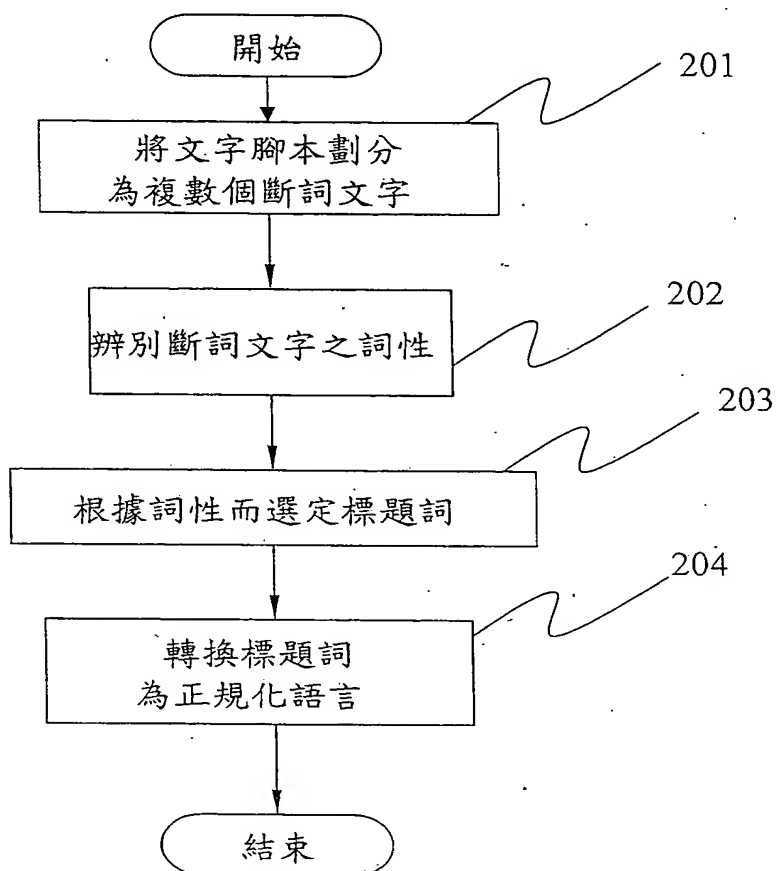 開始
201
將文字腳本劃分
為複數個斷詞文字
202
辨別斷詞文字之詞性
203
根據詞性而選定標題詞
204
轉換標題詞
為正規化語言
結束